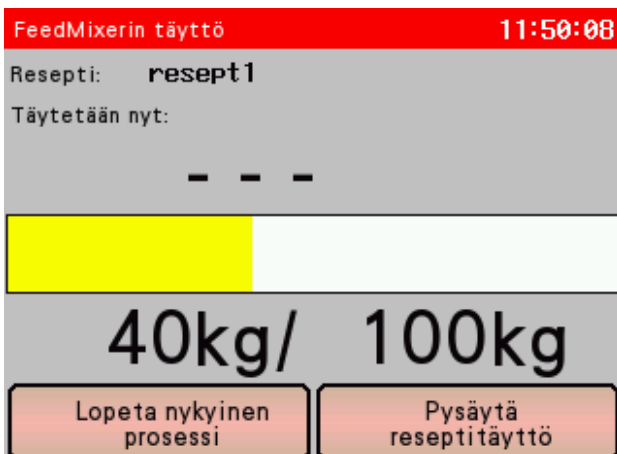 FeedMixerin täyttö 11:50:08
Resepti: resept1
Täytetään nyt:
- - -
40kg/ 100kg
Lopeta nykyinen
prosessi
Pysäytä
reseptitäyttö